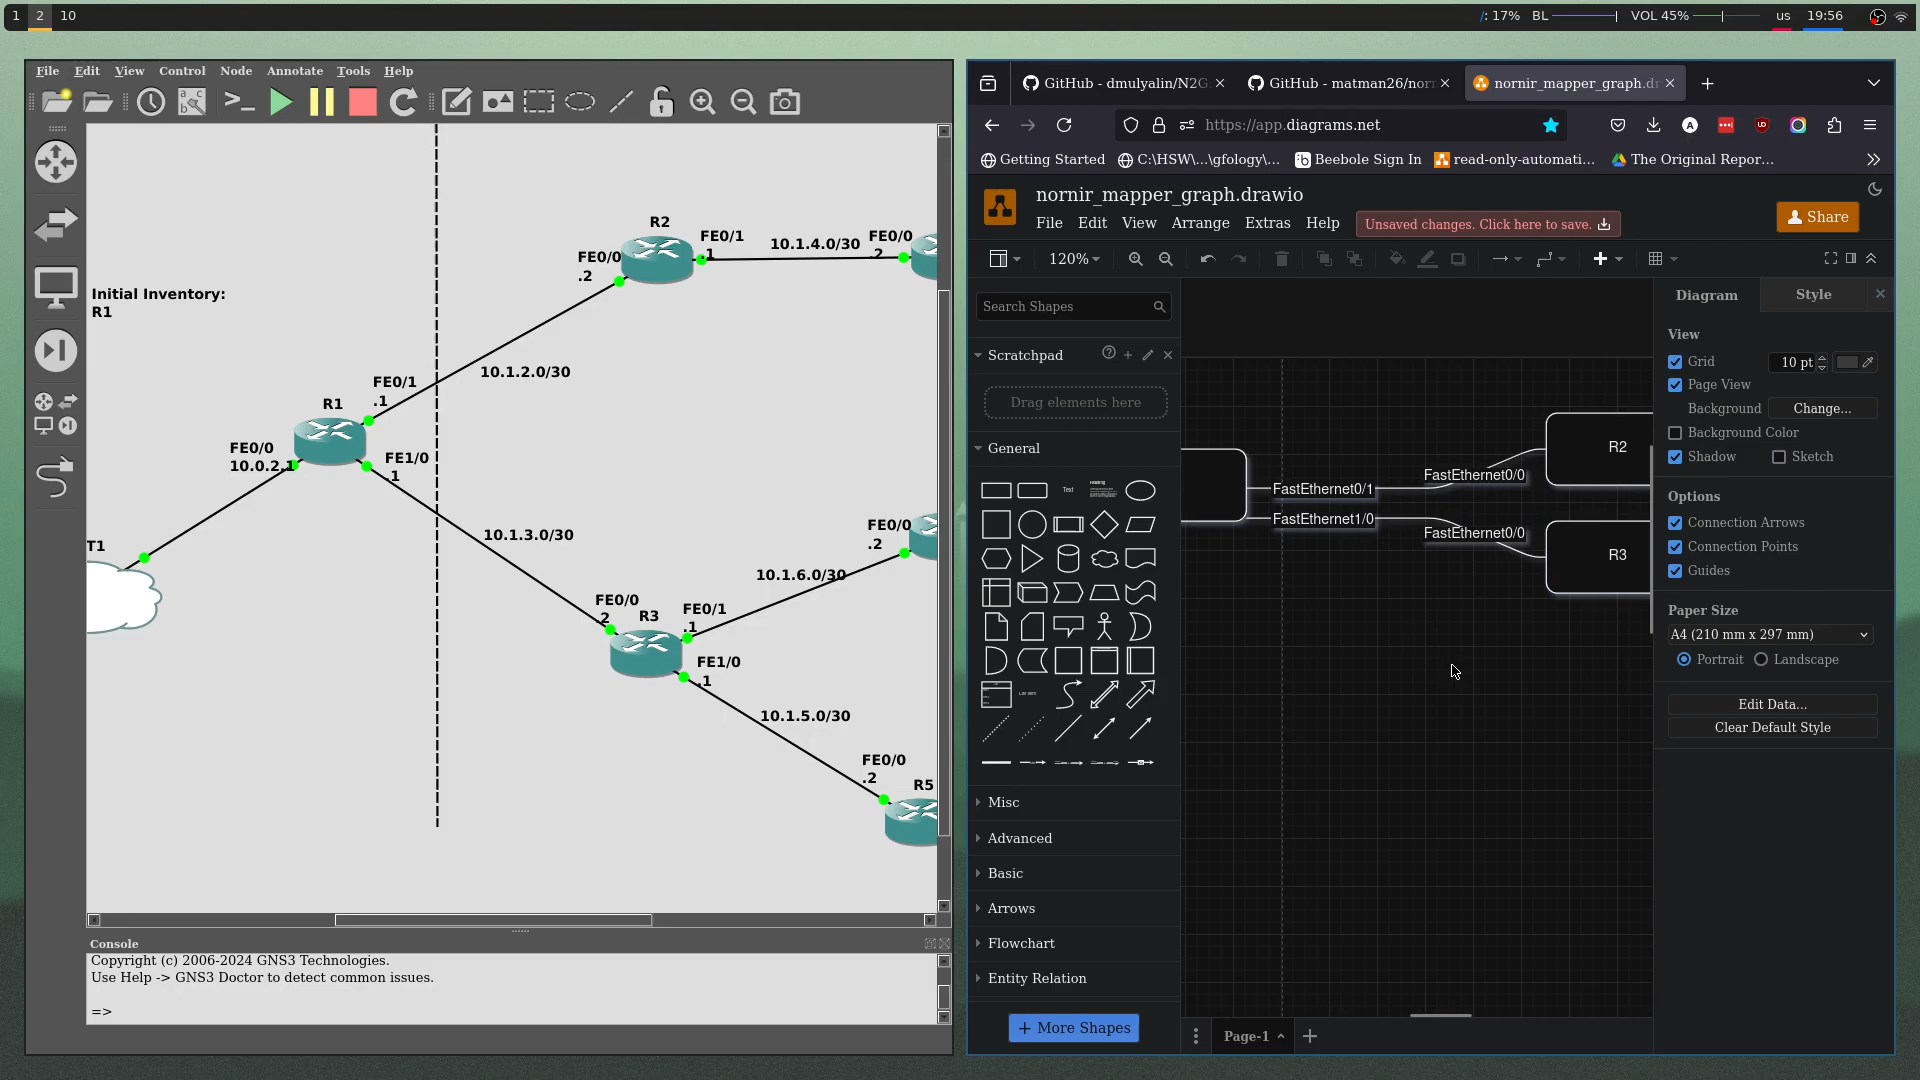 1 2 10
/: 17% BL VOL 45% us 19:56
File Edit View Control Node Annotate Tools Help
R2
FE0/1
.1
10.1.4.0/30
FE0/0
.2
FE0/0
.2
Initial Inventory:
R1
10.1.2.0/30
FE0/1
.1
R1
FE0/0
10.0.2.1
FE1/0
.1
10.1.3.0/30
FE0/0
.2
T1
10.1.6.0/30
FE0/0
.2
R3
FE0/1
.1
FE1/0
.1
10.1.5.0/30
FE0/0
.2
R5
Console
Copyright (c) 2006-2024 GNS3 Technologies.
Use Help -> GNS3 Doctor to detect common issues.
=>
GitHub - dmulyalin/N2G
GitHub - matman26/norn
nornir_mapper_graph.dr
https://app.diagrams.net
Getting Started
C:\HSW\...\gfology\...
Beebole Sign In
read-only-automati...
The Original Repor...
nornir_mapper_graph.drawio
File Edit View Arrange Extras Help
Unsaved changes. Click here to save.
Share
120%
Search Shapes
Scratchpad
Drag elements here
General
Text
Heading
List Item
Misc
Advanced
Basic
Arrows
Flowchart
Entity Relation
+ More Shapes
FastEthernet0/1
FastEthernet1/0
FastEthernet0/0
FastEthernet0/0
R2
R3
Page-1
Diagram
Style
View
Grid
10 pt
Page View
Background
Change...
Background Color
Shadow
Sketch
Options
Connection Arrows
Connection Points
Guides
Paper Size
A4 (210 mm x 297 mm)
Portrait
Landscape
Edit Data...
Clear Default Style